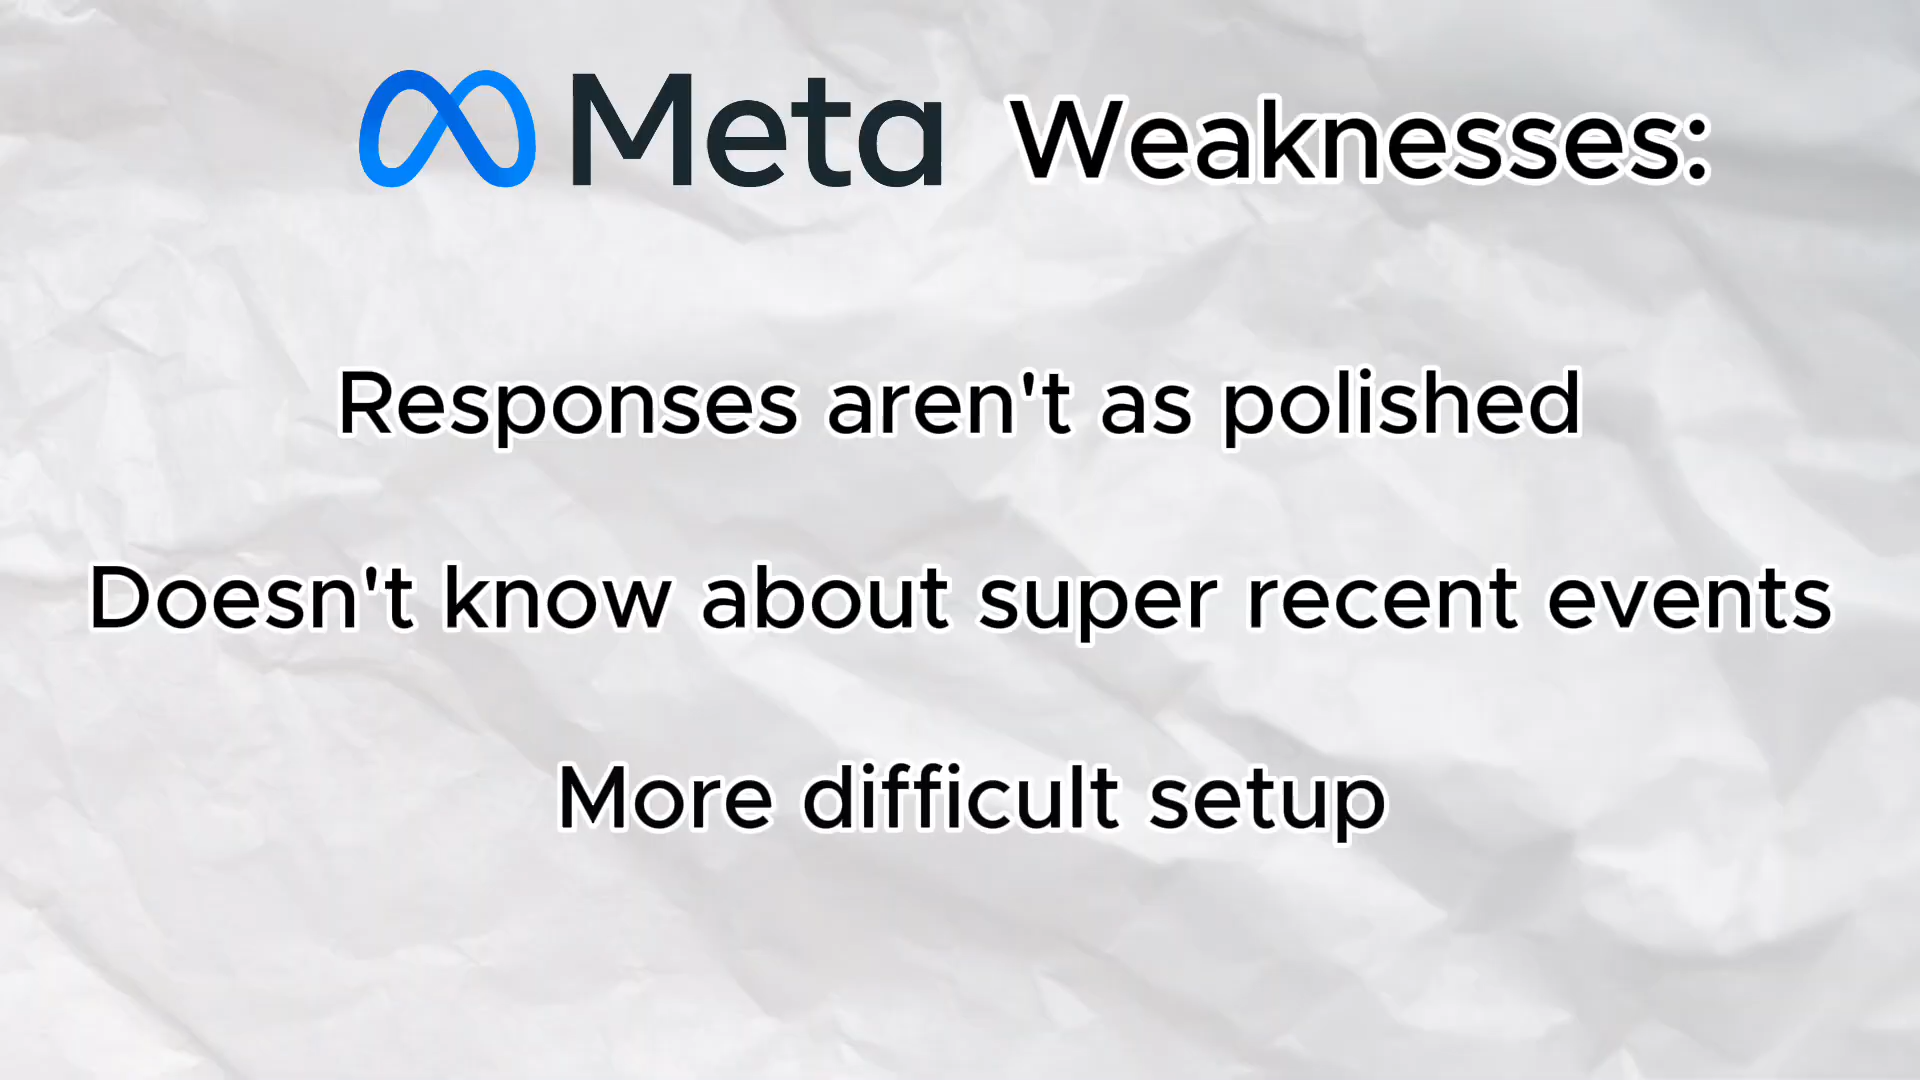 Meta Weaknesses:
Responses aren't as polished
Doesn't know about super recent events
More difficult setup